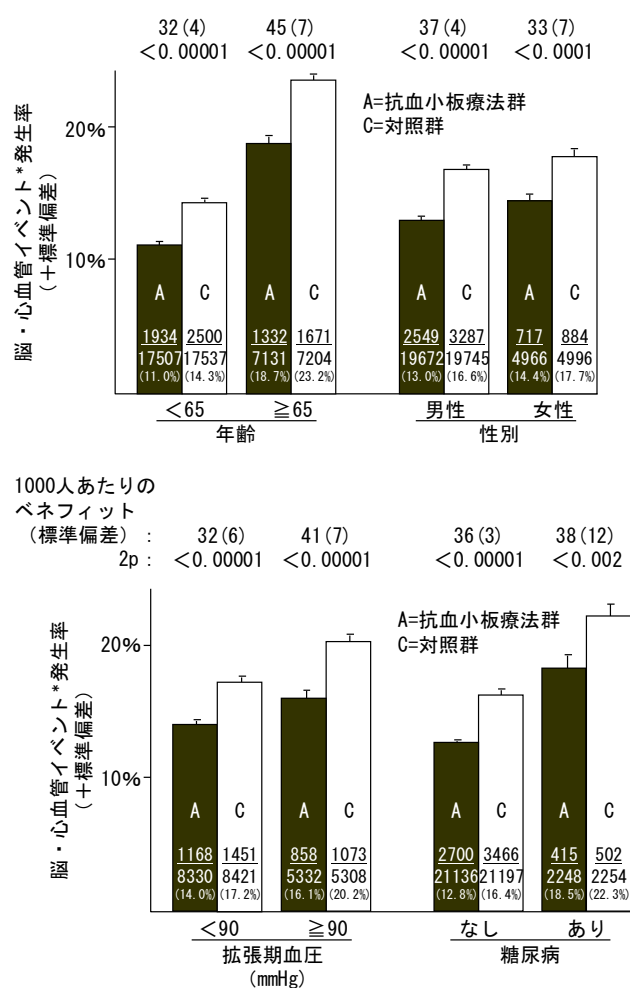 32(4) 45(7) 37(4) 33(7)
<0.00001 <0.00001 <0.00001 <0.0001
A=抗血小板療法群
C=対照群
脳・心血管イベント*発生率
(+標準偏差)
20%
10%
A C A C A C A C
1934 2500 1332 1671 2549 3287 717 884
17507 17537 7131 7204 19672 19745 4966 4996
(11.0%) (14.3%) (18.7%) (23.2%) (13.0%) (16.6%) (14.4%) (17.7%)
<65 ≧65 男性 女性
年齢 性別
1000人あたりの
ベネフィット
(標準偏差) : 32(6) 41(7) 36(3) 38(12)
2p : <0.00001 <0.00001 <0.00001 <0.002
A=抗血小板療法群
C=対照群
脳・心血管イベント*発生率
(+標準偏差)
20%
10%
A C A C A C A C
1168 1451 858 1073 2700 3466 415 502
8330 8421 5332 5308 21136 21197 2248 2254
(14.0%) (17.2%) (16.1%) (20.2%) (12.8%) (16.4%) (18.5%) (22.3%)
<90 ≧90 なし あり
拡張期血圧 糖尿病
(mmHg)